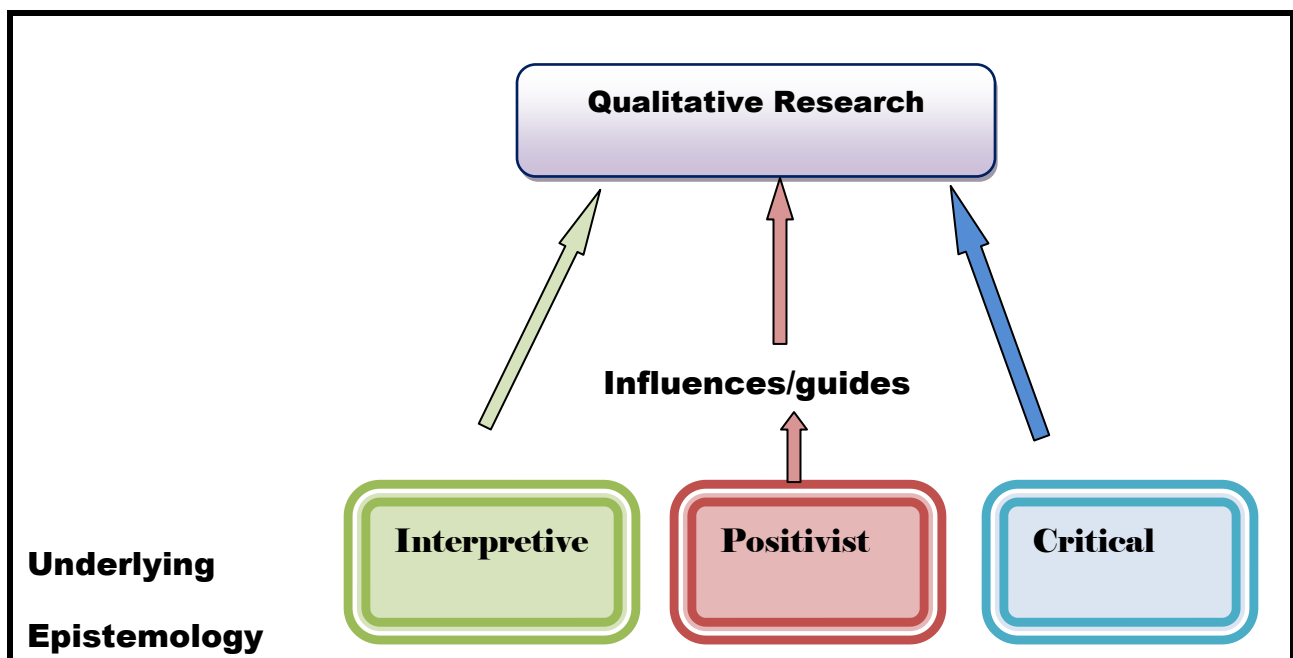 Qualitative Research
Influences/guides
Interpretive
Positivist
Critical
Underlying
Epistemology